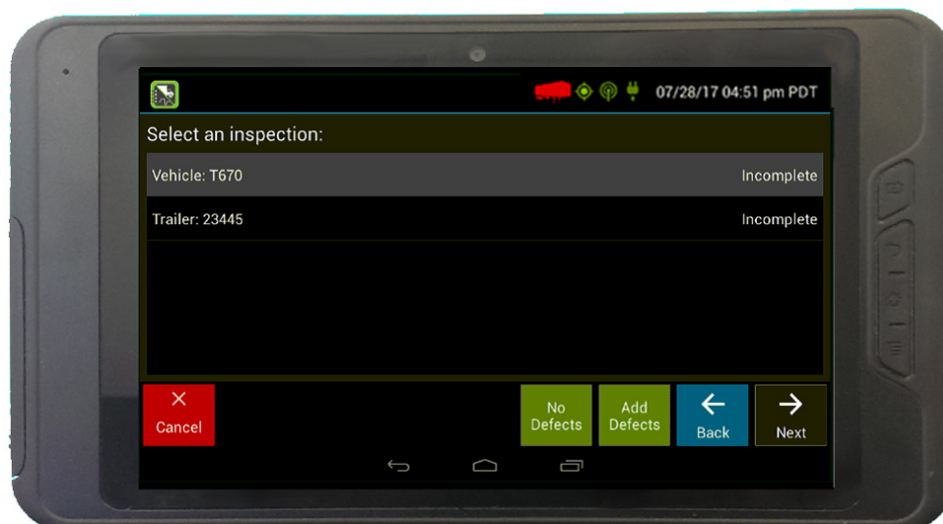 07/28/17 04:51 pm PDT
Select an inspection:
Vehicle: T670 Incomplete
Trailer: 23445 Incomplete
Cancel
No
Defects
Add
Defects
Back
Next